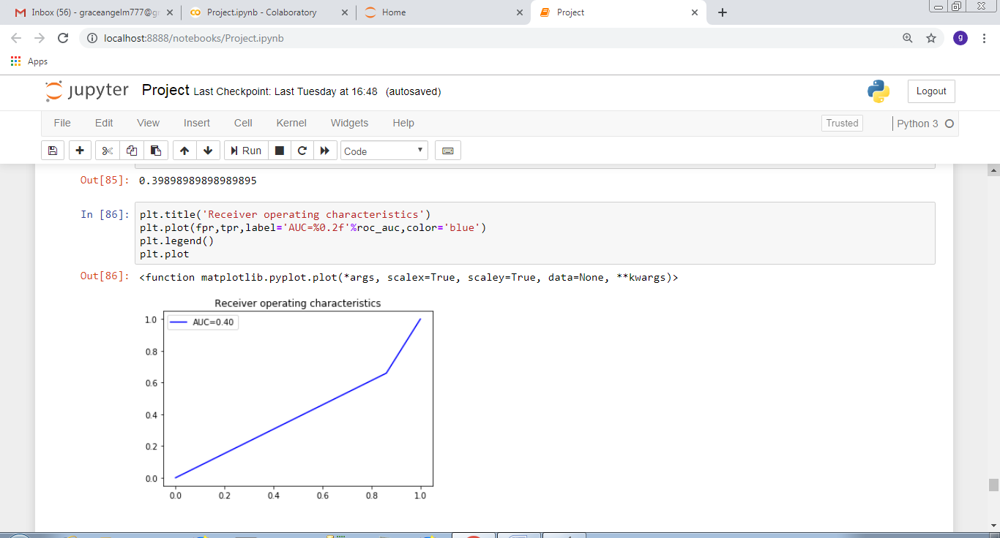 Inbox (56) - graceangelm777@g
Project.ipynb - Colaboratory
Home
Project
localhost:8888/notebooks/Project.ipynb
g
Apps
jupyter Project Last Checkpoint: Last Tuesday at 16:48 (autosaved)
Logout
File Edit View Insert Cell Kernel Widgets Help
Trusted
Python 3
Run
Code
Out[85]: 0.39898989898989895
In [86]: plt.title('Receiver operating characteristics')
plt.plot(fpr,tpr,label='AUC=%0.2f'%roc_auc,color='blue')
plt.legend()
plt.plot
Out[86]: <function matplotlib.pyplot.plot(*args, scalex=True, scaley=True, data=None, **kwargs)>
Receiver operating characteristics
AUC=0.40
1.0
0.8
0.6
0.4
0.2
0.0
0.0 0.2 0.4 0.6 0.8 1.0